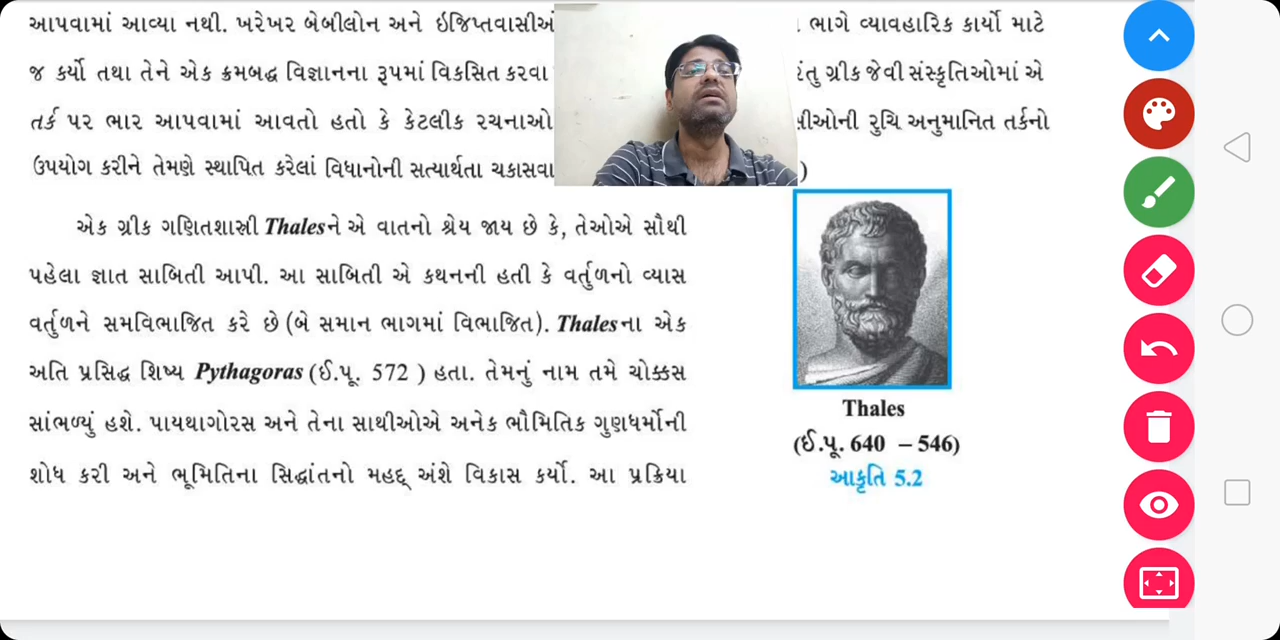 આપવામાં આવ્યા નથી. ખરેખર બેબીલોન અને ઇજિપ્તવાસીઓ ભાગે વ્યાવહારિક કાર્યો માટે
જ કર્યો તથા તેને એક ક્રમબદ્ધ વિજ્ઞાનના રૂપમાં વિકસિત કરવા ગ્રીક જેવી સંસ્કૃતિઓમાં એ
તર્ક પર ભાર આપવામાં આવતો હતો કે કેટલીક રચનાઓ રુચિ અનુમાનિત તર્કનો
ઉપયોગ કરીને તેમણે સ્થાપિત કરેલાં વિધાનોની સત્યાર્થતા )
એક ગ્રીક ગણિતશાસ્ત્રી Thalesને એ વાતનો શ્રેય જાય છે કે, તેઓએ સૌથી
પહેલા જ્ઞાત સાબિતી આપી. આ સાબિતી એ કથનની હતી કે વર્તુળનો વ્યાસ
વર્તુળને સમવિભાજિત કરે છે (બે સમાન ભાગમાં વિભાજિત). Thalesના એક
અતિ પ્રસિદ્ધ શિષ્ય Pythagoras (ઈ.પૂ. 572 ) હતા. તેમનું નામ તમે ચોક્કસ
સાંભળ્યું હશે. પાયથાગોરસ અને તેના સાથીઓએ અનેક ભૌમિતિક ગુણધર્મોની
શોધ કરી અને ભૂમિતિના સિદ્ધાંતનો મહદ્ અંશે વિકાસ કર્યો. આ પ્રક્રિયા
Thales
(ઈ.પૂ. 640 – 546)
આકૃતિ 5.2